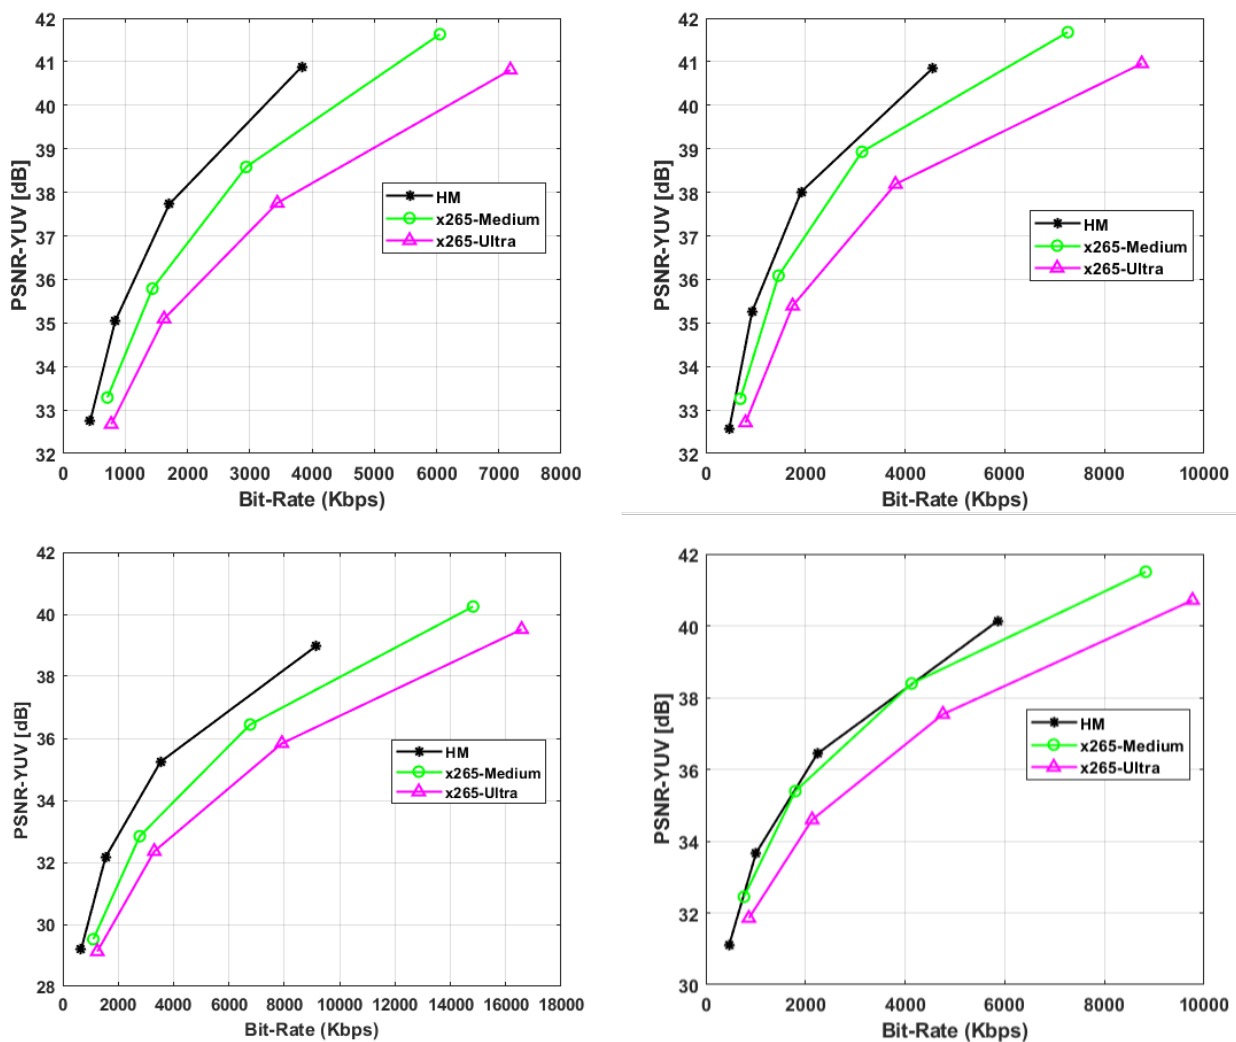 42
41
40
39
38
37
36
35
34
33
32
PSNR-YUV [dB]
HM
x265-Medium
x265-Ultra
0 1000 2000 3000 4000 5000 6000 7000 8000
Bit-Rate (Kbps)
42
41
40
39
38
37
36
35
34
33
32
PSNR-YUV [dB]
HM
x265-Medium
x265-Ultra
0 2000 4000 6000 8000 10000
Bit-Rate (Kbps)
42
40
38
36
34
32
30
28
PSNR-YUV [dB]
HM
x265-Medium
x265-Ultra
0 2000 4000 6000 8000 10000 12000 14000 16000 18000
Bit-Rate (Kbps)
42
40
38
36
34
32
30
PSNR-YUV [dB]
HM
x265-Medium
x265-Ultra
0 2000 4000 6000 8000 10000
Bit-Rate (Kbps)